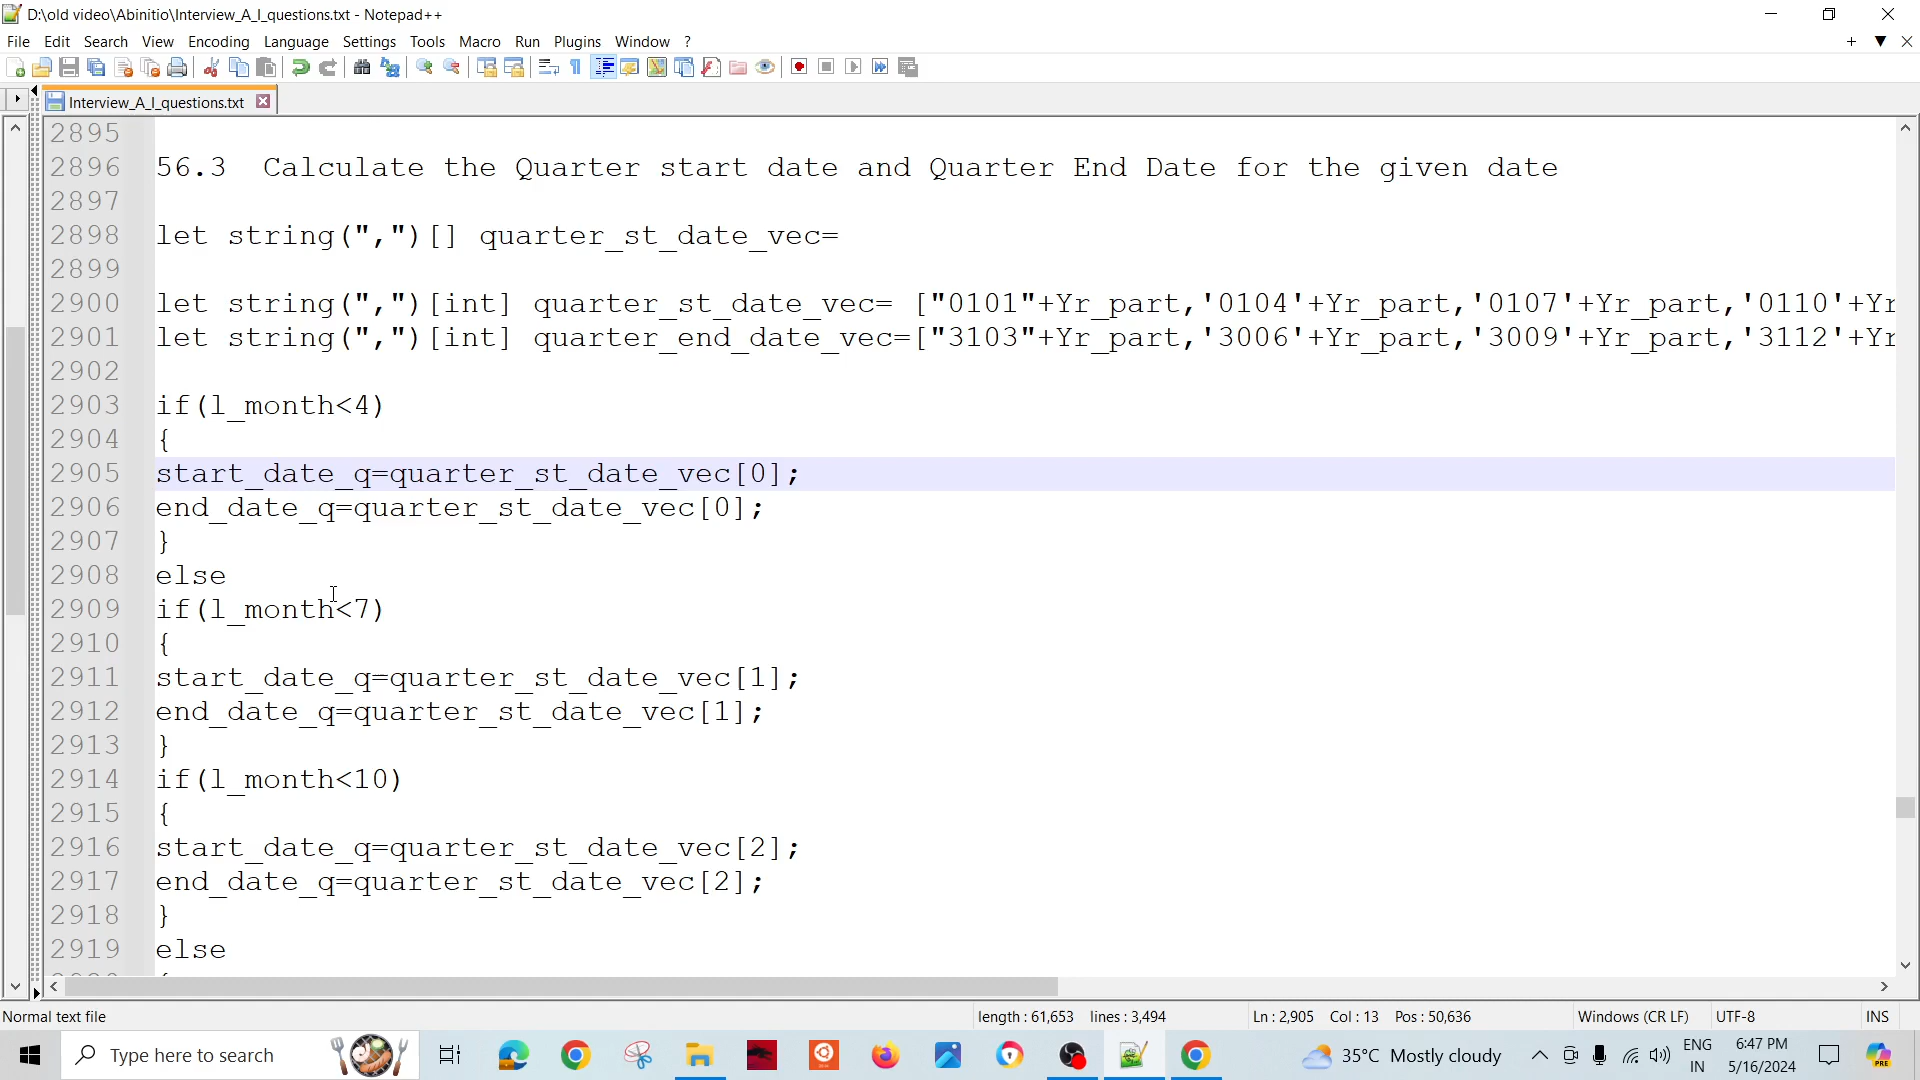 D:\old video\Abinitio\Interview_A_I_questions.txt - Notepad++
File Edit Search View Encoding Language Settings Tools Macro Run Plugins Window ?
Interview_A_I_questions.txt
2895
2896 56.3  Calculate the Quarter start date and Quarter End Date for the given date
2897
2898 let string(",")[] quarter_st_date_vec=
2899
2900 let string(",")[int] quarter_st_date_vec= ["0101"+Yr_part,'0104'+Yr_part,'0107'+Yr_part,'0110'+Yr
2901 let string(",")[int] quarter_end_date_vec=["3103"+Yr_part,'3006'+Yr_part,'3009'+Yr_part,'3112'+Yr
2902
2903 if(l_month<4)
2904 {
2905 start_date_q=quarter_st_date_vec[0];
2906 end_date_q=quarter_st_date_vec[0];
2907 }
2908 else
2909 if(l_month<7)
2910 {
2911 start_date_q=quarter_st_date_vec[1];
2912 end_date_q=quarter_st_date_vec[1];
2913 }
2914 if(l_month<10)
2915 {
2916 start_date_q=quarter_st_date_vec[2];
2917 end_date_q=quarter_st_date_vec[2];
2918 }
2919 else
Normal text file length : 61,653 lines : 3,494 Ln : 2,905 Col : 13 Pos : 50,636 Windows (CR LF) UTF-8 INS
Type here to search 35°C Mostly cloudy ENG 6:47 PM
IN 5/16/2024
PRE